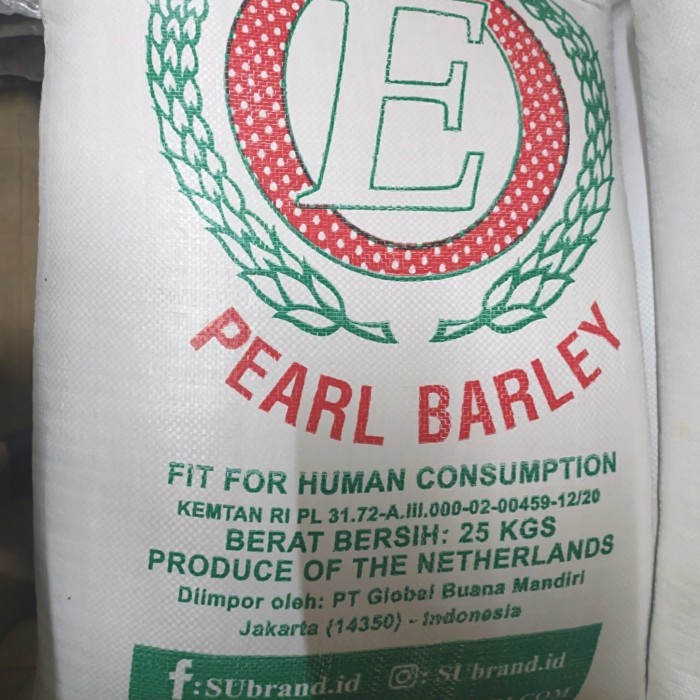 E
PEARL BARLEY
FIT FOR HUMAN CONSUMPTION
KEMTAN RI PL 31.72-A.III.000-02-00459-12/20
BERAT BERSIH: 25 KGS
PRODUCE OF THE NETHERLANDS
Diimpor oleh: PT Global Buana Mandiri
Jakarta (14350) - Indonesia
f:SUbrand.id : SUbrand.id